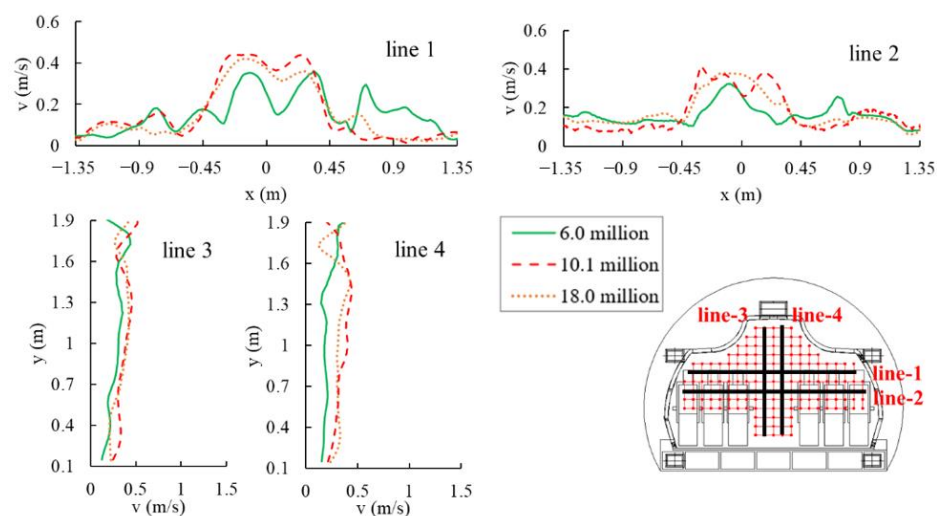 0.6
0.4
0.2
0
v (m/s)
line 1
−1.35
−0.9
−0.45
0
0.45
0.9
1.35
x (m)
0.6
0.4
0.2
0
v (m/s)
line 2
−1.35
−0.9
−0.45
0
0.45
0.9
1.35
x (m)
1.9
1.6
1.3
1
0.7
0.4
0.1
y (m)
line 3
0
0.5
1
1.5
v (m/s)
1.9
1.6
1.3
1.0
0.7
0.4
0.1
y (m)
line 4
0
0.5
1
1.5
v (m/s)
6.0 million
10.1 million
18.0 million
line-3
line-4
line-1
line-2